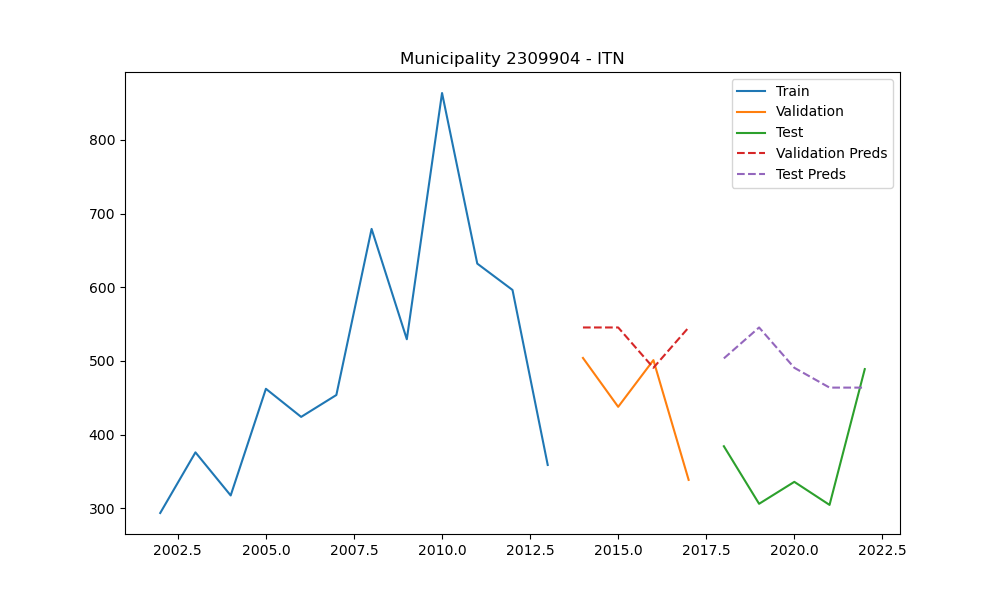 Municipality 2309904 - ITN
Train
Validation
Test
Validation Preds
Test Preds
800
700
600
500
400
300
2002.5 2005.0 2007.5 2010.0 2012.5 2015.0 2017.5 2020.0 2022.5